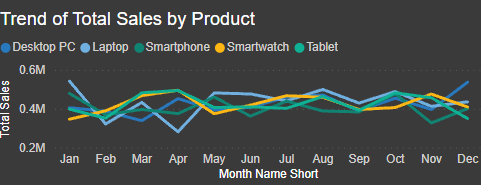 Trend of Total Sales by Product
Desktop PC Laptop Smartphone Smartwatch Tablet
0.6M
0.4M
0.2M
Total Sales
Jan Feb Mar Apr May Jun Jul Aug Sep Oct Nov Dec
Month Name Short